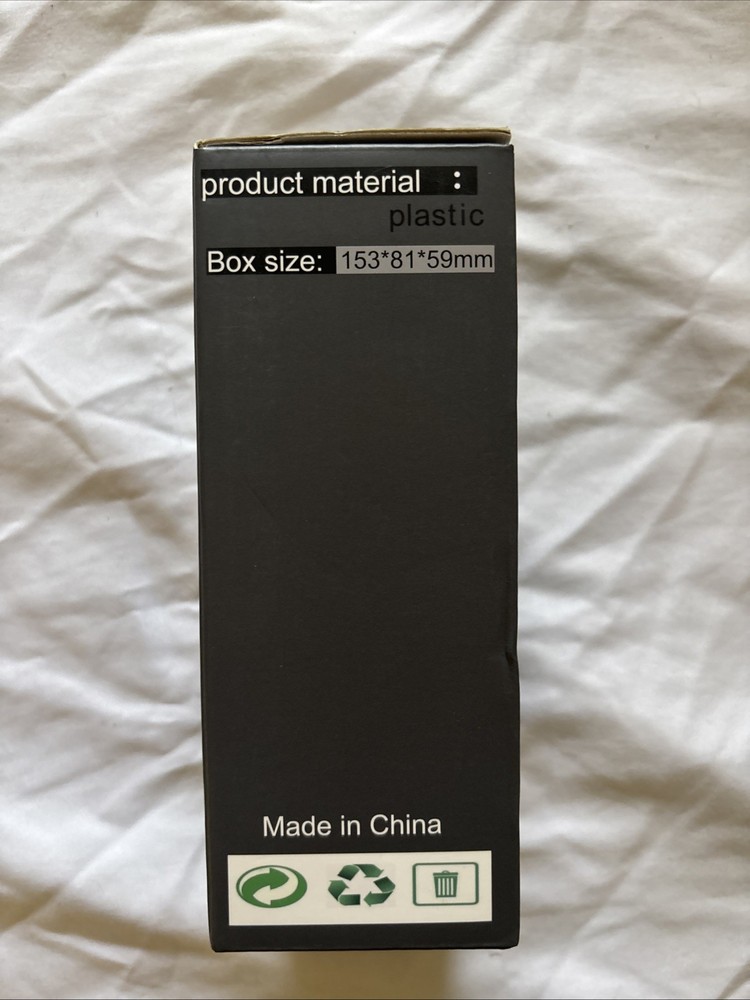 product material :
plastic
Box size: 153*81*59mm
Made in China